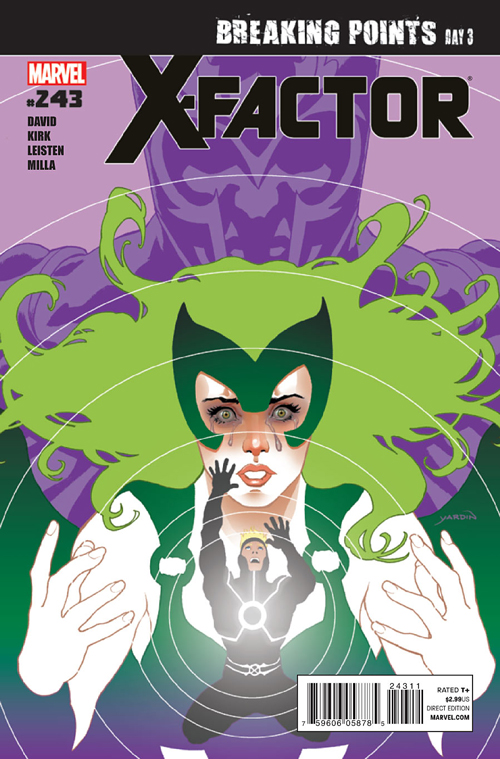 BREAKING POINTS DAY 3
MARVEL
#243
X-FACTOR
DAVID
KIRK
LEISTEN
MILLA
YARDIN
RATED T+
$2.99US
DIRECT EDITION
MARVEL.COM
24311
7 59606 05878 5